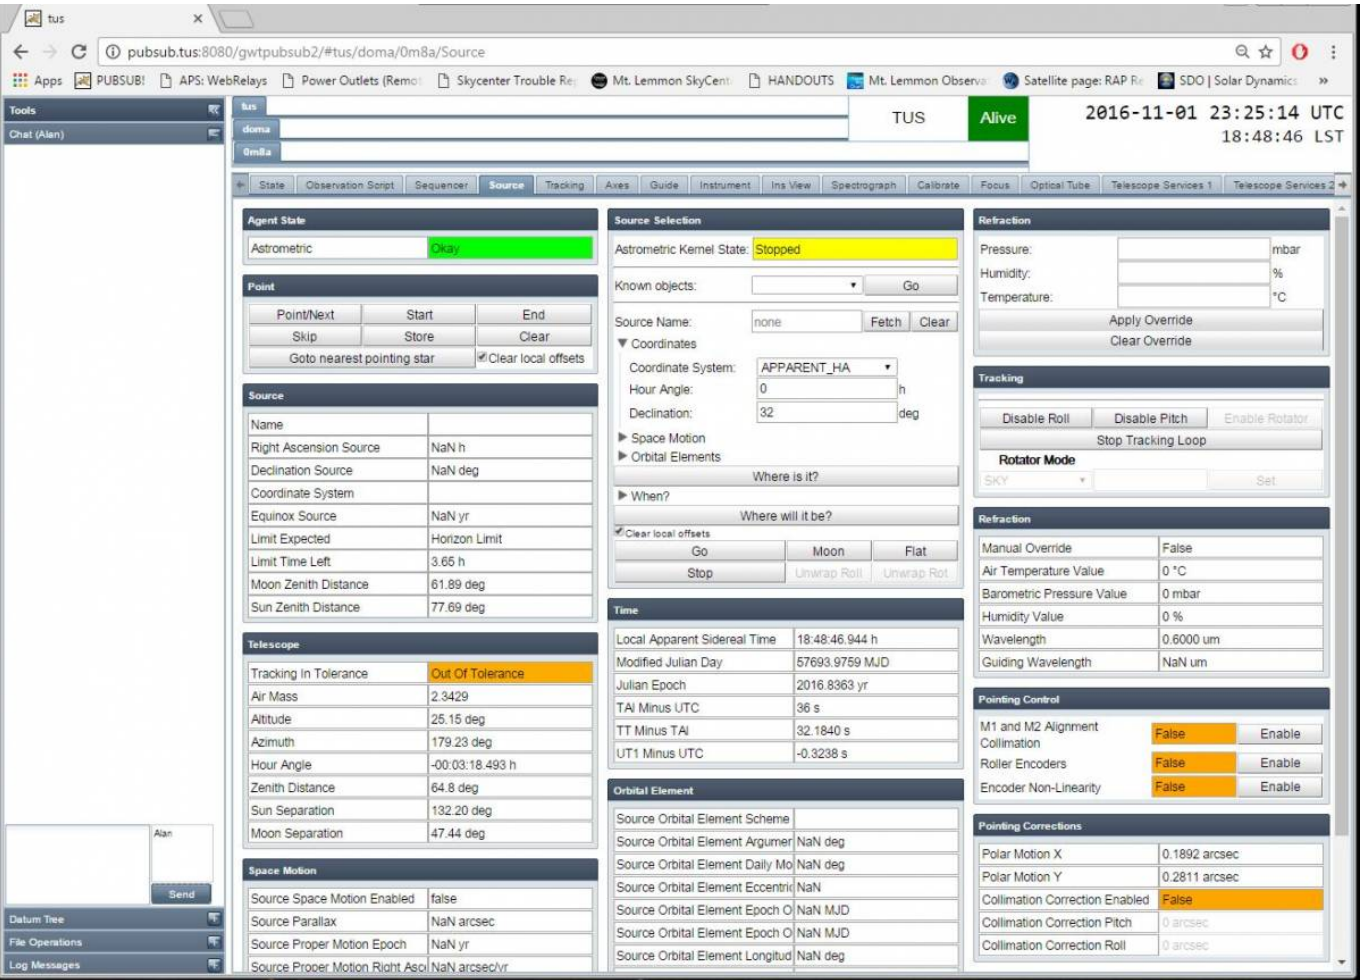 tus
pubsub.tus:8080/gwtpubsub2/#tus/doma/0m8a/Source
Apps PUBSUB! APS: WebRelays Power Outlets (Remo Skycenter Trouble Re Mt. Lemmon SkyCent HANDOUTS Mt. Lemmon Observa Satellite page: RAP Re SDO | Solar Dynamics »
Tools
Chat (Alan)
tus
doma
0m8a
TUS Alive
2016-11-01 23:25:14 UTC
18:48:46 LST
State Observation Script Sequencer Source Tracking Axes Guide Instrument Ins View Spectrograph Calibrate Focus Optical Tube Telescope Services 1 Telescope Services 2
Agent State
Astrometric Okay
Point
Point/Next Start End
Skip Store Clear
Goto nearest pointing star Clear local offsets
Source
Name
Right Ascension Source NaN h
Declination Source NaN deg
Coordinate System
Equinox Source NaN yr
Limit Expected Horizon Limit
Limit Time Left 3.65 h
Moon Zenith Distance 61.89 deg
Sun Zenith Distance 77.69 deg
Telescope
Tracking In Tolerance Out Of Tolerance
Air Mass 2.3429
Altitude 25.15 deg
Azimuth 179.23 deg
Hour Angle -00:03:18.493 h
Zenith Distance 64.8 deg
Sun Separation 132.20 deg
Moon Separation 47.44 deg
Space Motion
Source Space Motion Enabled false
Source Parallax NaN arcsec
Source Proper Motion Epoch NaN yr
Source Proper Motion Right Asc NaN arcsec/yr
Source Selection
Astrometric Kernel State: Stopped
Known objects: Go
Source Name: none Fetch Clear
Coordinates
Coordinate System: APPARENT_HA
Hour Angle: 0 h
Declination: 32 deg
Space Motion
Orbital Elements
Where is it?
When?
Where will it be?
Clear local offsets
Go Moon Flat
Stop Unwrap Roll Unwrap Rot
Time
Local Apparent Sidereal Time 18:48:46.944 h
Modified Julian Day 57693.9759 MJD
Julian Epoch 2016.8363 yr
TAI Minus UTC 36 s
TT Minus TAI 32.1840 s
UT1 Minus UTC -0.3238 s
Orbital Element
Source Orbital Element Scheme
Source Orbital Element Argumer NaN deg
Source Orbital Element Daily Mo NaN deg
Source Orbital Element Eccentric NaN
Source Orbital Element Epoch O NaN MJD
Source Orbital Element Epoch O NaN MJD
Source Orbital Element Longitud NaN deg
Refraction
Pressure: mbar
Humidity: %
Temperature: °C
Apply Override
Clear Override
Tracking
Disable Roll Disable Pitch Enable Rotator
Stop Tracking Loop
Rotator Mode
SKY Set
Refraction
Manual Override False
Air Temperature Value 0 °C
Barometric Pressure Value 0 mbar
Humidity Value 0 %
Wavelength 0.6000 um
Guiding Wavelength NaN um
Pointing Control
M1 and M2 Alignment
Collimation False Enable
Roller Encoders False Enable
Encoder Non-Linearity False Enable
Pointing Corrections
Polar Motion X 0.1892 arcsec
Polar Motion Y 0.2811 arcsec
Collimation Correction Enabled False
Collimation Correction Pitch 0 arcsec
Collimation Correction Roll 0 arcsec
Alan
Send
Datum Tree
File Operations
Log Messages